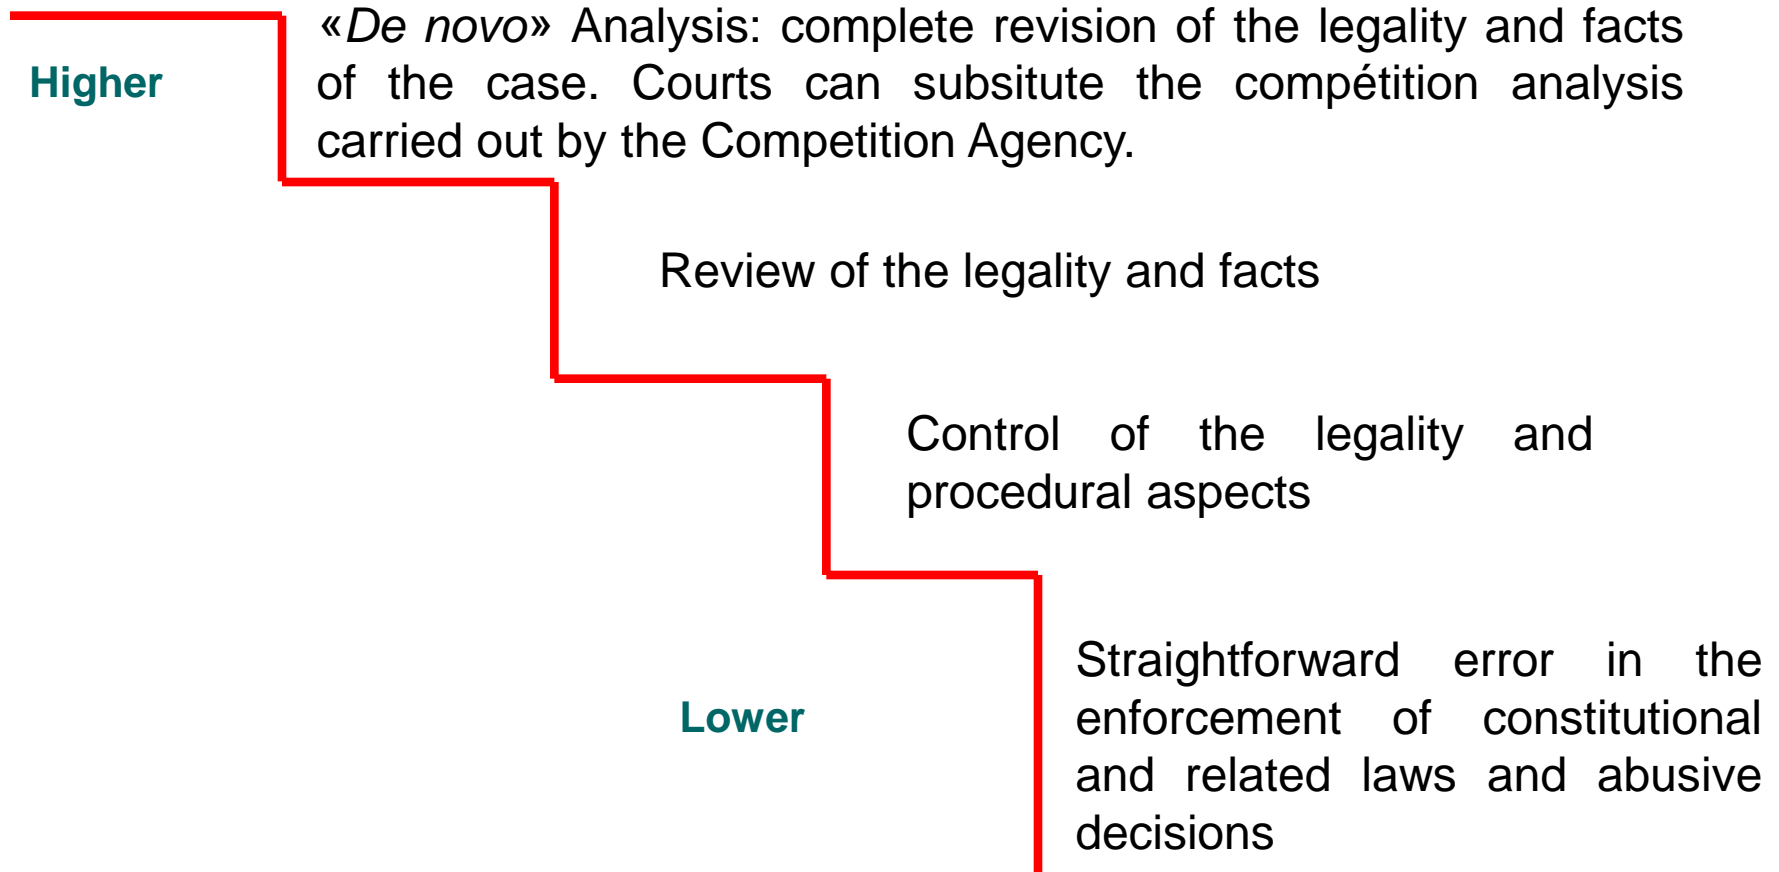 «De novo» Analysis: complete revision of the legality and facts
Higher
of the case. Courts can subsitute the compétition analysis
carried out by the Competition Agency.
Review of the legality and facts
Control of the legality and
procedural aspects
Straightforward error in the
Lower
enforcement of constitutional
and related laws and abusive
decisions